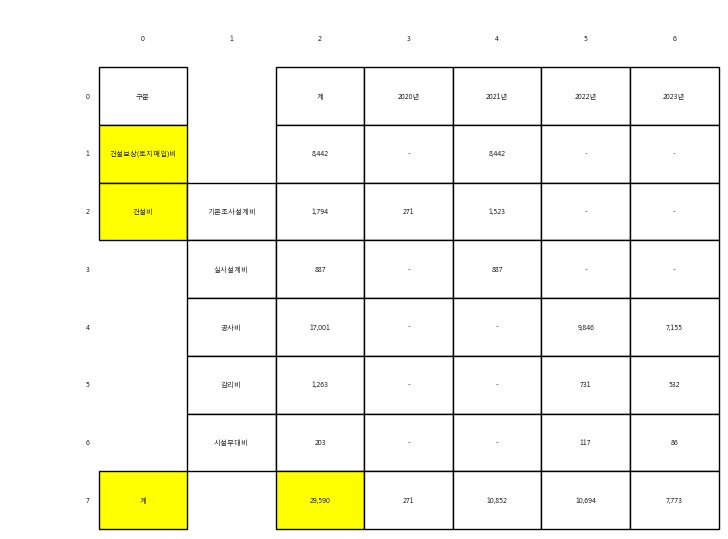 0 1 2 3 4 5 6
0 구분 계 2020년 2021년 2022년 2023년
1 건설보상(토지매입)비 8,442 - 8,442 - -
2 건설비 기본조사설계비 1,794 271 1,523 - -
3 실시설계비 887 - 887 - -
4 공사비 17,001 - - 9,846 7,155
5 감리비 1,263 - - 731 532
6 시설부대비 203 - - 117 86
7 계 29,590 271 10,852 10,694 7,773